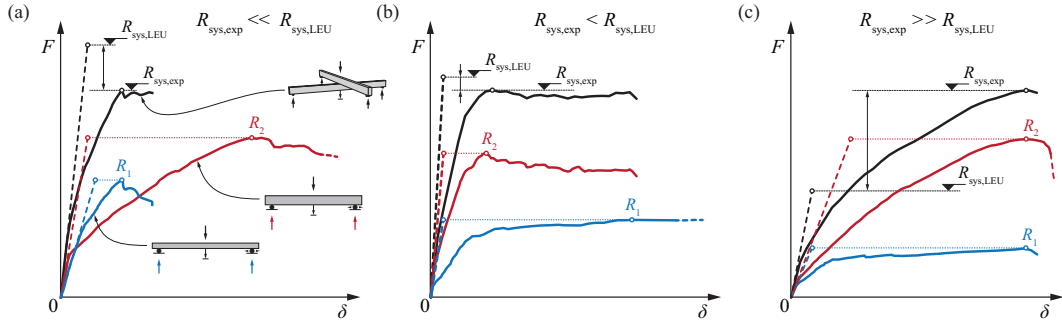 (a)
R_sys,exp << R_sys,LEU
F
R_sys,LEU
R_sys,exp
R_2
R_1
0
δ
(b)
R_sys,exp < R_sys,LEU
F
R_sys,LEU
R_sys,exp
R_2
R_1
0
δ
(c)
R_sys,exp >> R_sys,LEU
F
R_sys,exp
R_2
R_sys,LEU
R_1
0
δ